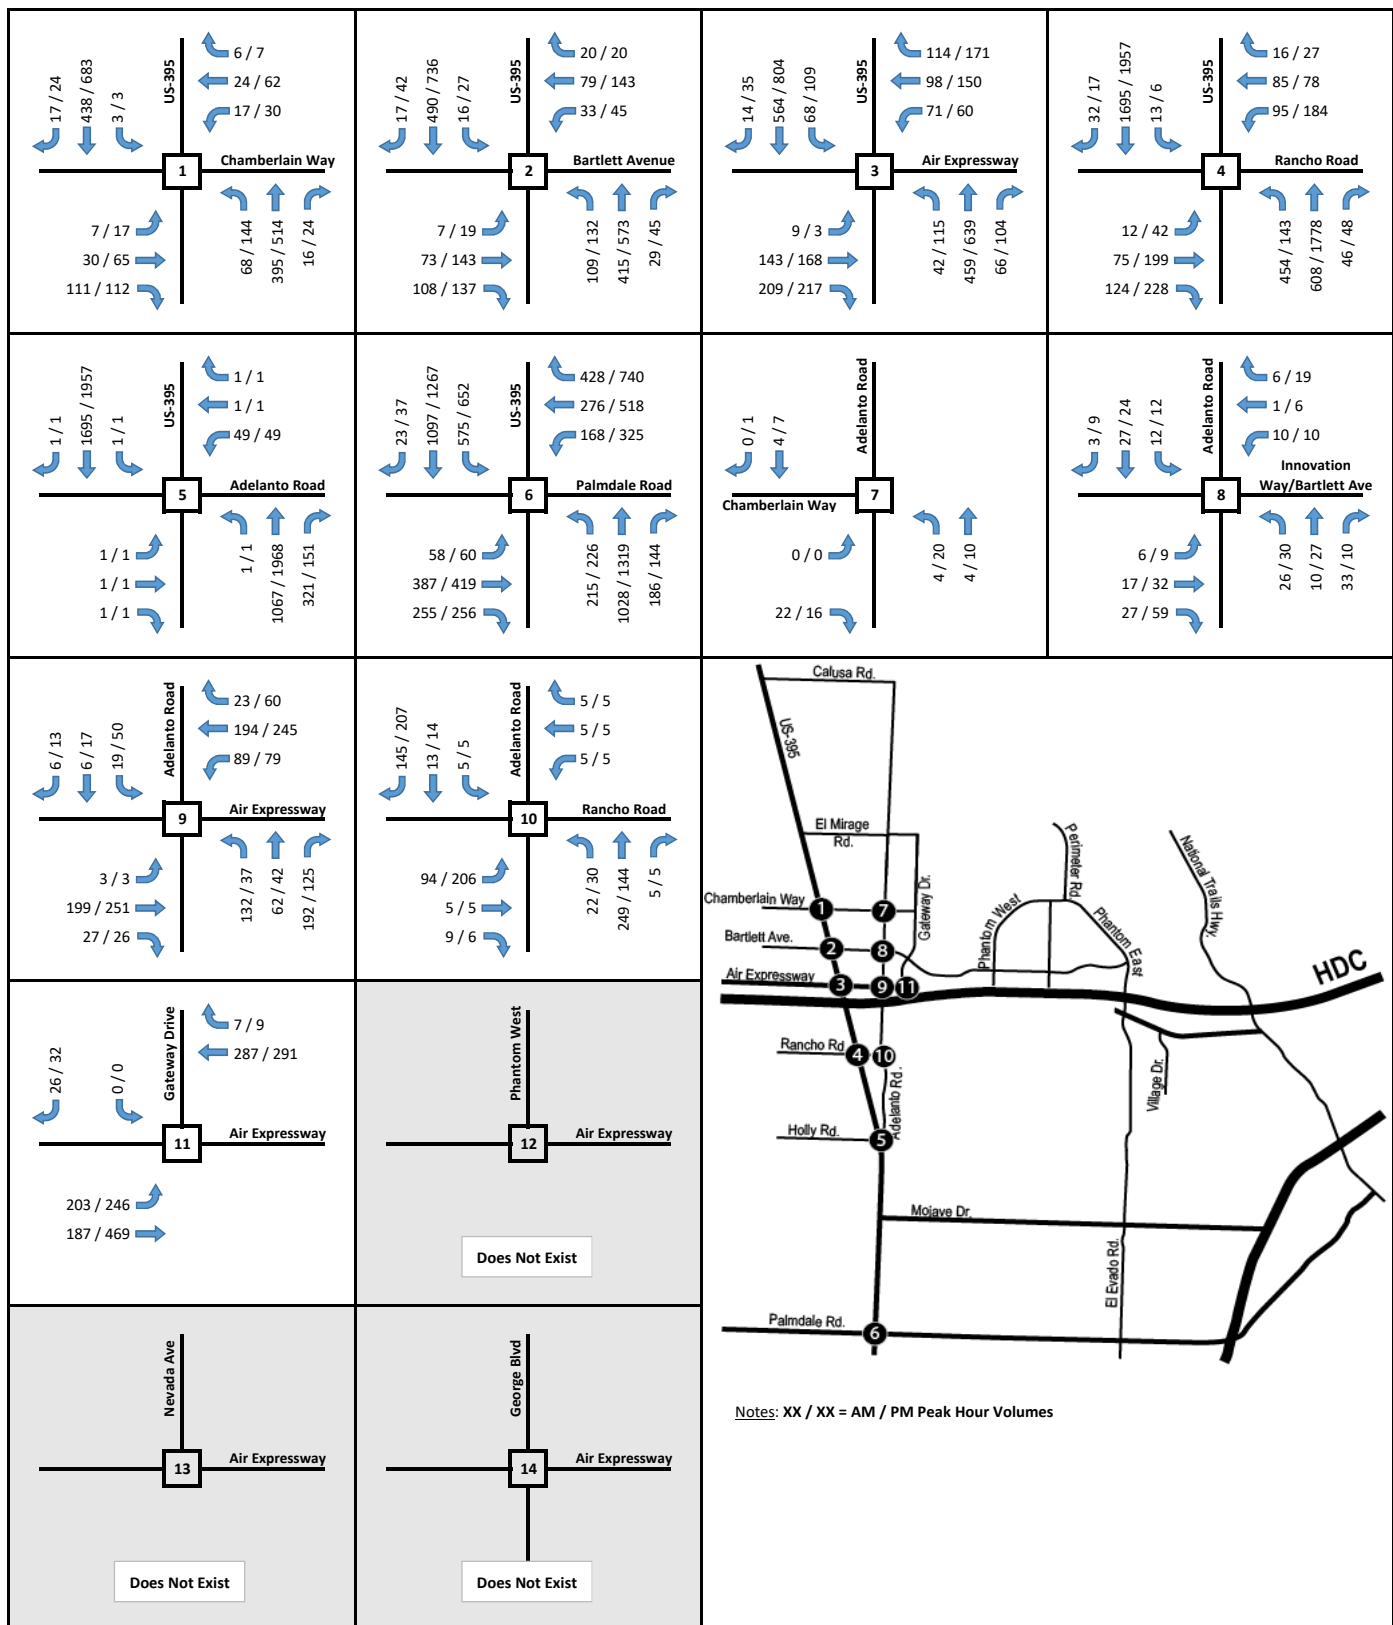 17 / 24
438 / 683
3 / 3
US-395
6 / 7
24 / 62
17 / 30
1
Chamberlain Way
7 / 17
30 / 65
111 / 112
68 / 144
395 / 514
16 / 24
17 / 42
490 / 736
16 / 27
US-395
20 / 20
79 / 143
33 / 45
2
Bartlett Avenue
7 / 19
73 / 143
108 / 137
109 / 132
415 / 573
29 / 45
14 / 35
564 / 804
68 / 109
US-395
114 / 171
98 / 150
71 / 60
3
Air Expressway
9 / 3
143 / 168
209 / 217
42 / 115
459 / 639
66 / 104
32 / 17
1695 / 1957
13 / 6
US-395
16 / 27
85 / 78
95 / 184
4
Rancho Road
12 / 42
75 / 199
124 / 228
454 / 143
608 / 1778
46 / 48
1 / 1
1695 / 1957
1 / 1
US-395
1 / 1
1 / 1
49 / 49
5
Adelanto Road
1 / 1
1 / 1
1 / 1
1 / 1
1067 / 1968
321 / 151
23 / 37
1097 / 1267
575 / 652
US-395
428 / 740
276 / 518
168 / 325
6
Palmdale Road
58 / 60
387 / 419
255 / 256
215 / 226
1028 / 1319
186 / 144
0 / 1
4 / 7
Adelanto Road
7
Chamberlain Way
0 / 0
22 / 16
4 / 20
4 / 10
3 / 9
27 / 24
12 / 12
Adelanto Road
6 / 19
1 / 6
10 / 10
8
Innovation
Way/Bartlett Ave
6 / 9
17 / 32
27 / 59
26 / 30
10 / 27
33 / 10
6 / 13
6 / 17
19 / 50
Adelanto Road
23 / 60
194 / 245
89 / 79
9
Air Expressway
3 / 3
199 / 251
27 / 26
132 / 37
62 / 42
192 / 125
145 / 207
13 / 14
5 / 5
Adelanto Road
5 / 5
5 / 5
5 / 5
10
Rancho Road
94 / 206
5 / 5
9 / 6
22 / 30
249 / 144
5 / 5
26 / 32
0 / 0
Gateway Drive
7 / 9
287 / 291
11
Air Expressway
203 / 246
187 / 469
Phantom West
12
Air Expressway
Does Not Exist
Nevada Ave
13
Air Expressway
Does Not Exist
George Blvd
14
Air Expressway
Does Not Exist
Calusa Rd.
US-395
El Mirage
Rd.
Gateway Dr.
Chamberlain Way
1
7
Bartlett Ave.
2
8
Air Expressway
3
9
11
Phantom West
Perimeter Rd.
Phantom East
National Trails Hwy.
HDC
Rancho Rd
4
10
Adelanto Rd.
Village Dr.
Holly Rd.
5
Mojave Dr.
El Evado Rd.
Palmdale Rd.
6
Notes: XX / XX = AM / PM Peak Hour Volumes